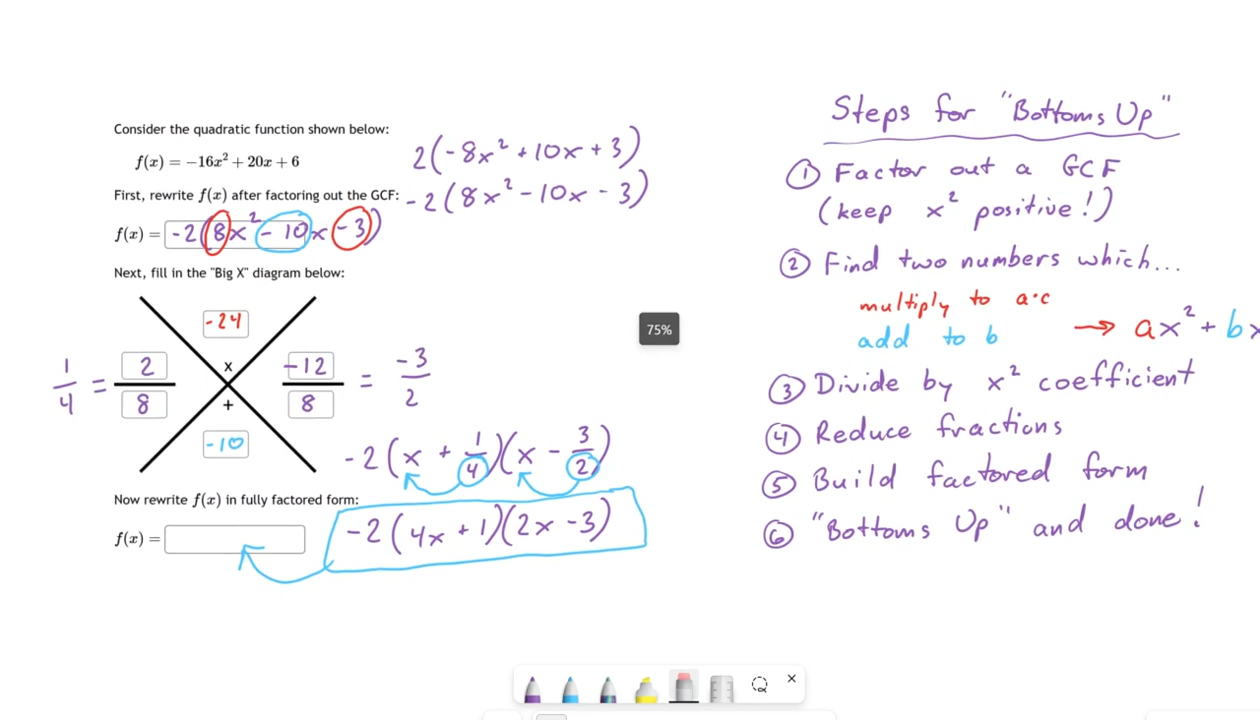 Consider the quadratic function shown below:
f(x) = −16x² + 20x + 6
2(-8x² + 10x + 3)
First, rewrite f(x) after factoring out the GCF:
-2(8x² - 10x - 3)
f(x) = -2(8x² - 10x - 3)
Next, fill in the "Big X" diagram below:
-24
x
1/4 = 2/8
-12/8 = -3/2
+
-10
-2(x + 1/4)(x - 3/2)
Now rewrite f(x) in fully factored form:
-2(4x + 1)(2x - 3)
f(x) =
75%
Steps for "Bottoms Up"
① Factor out a GCF
(keep x² positive!)
② Find two numbers which...
multiply to a·c
add to b
→ ax² + bx
③ Divide by x² coefficient
④ Reduce fractions
⑤ Build factored form
⑥ "Bottoms Up" and done!